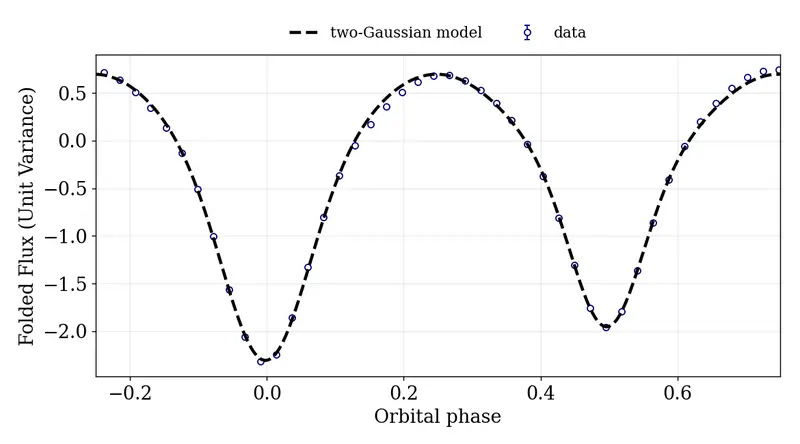 two-Gaussian model
data
Folded Flux (Unit Variance)
0.5
0.0
−0.5
−1.0
−1.5
−2.0
−0.2
0.0
0.2
0.4
0.6
Orbital phase